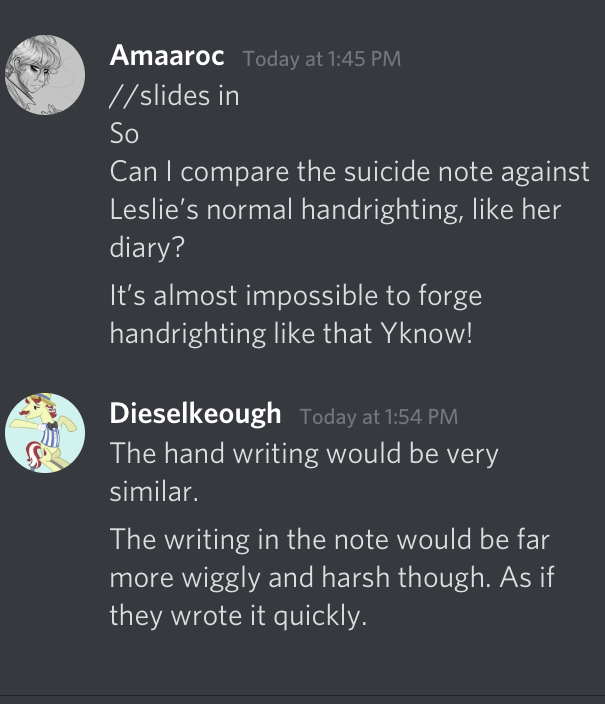 Amaaroc Today at 1:45 PM
//slides in
So
Can I compare the suicide note against
Leslie's normal handrighting, like her
diary?
It's almost impossible to forge
handrighting like that Yknow!
Dieselkeough Today at 1:54 PM
The hand writing would be very
similar.
The writing in the note would be far
more wiggly and harsh though. As if
they wrote it quickly.